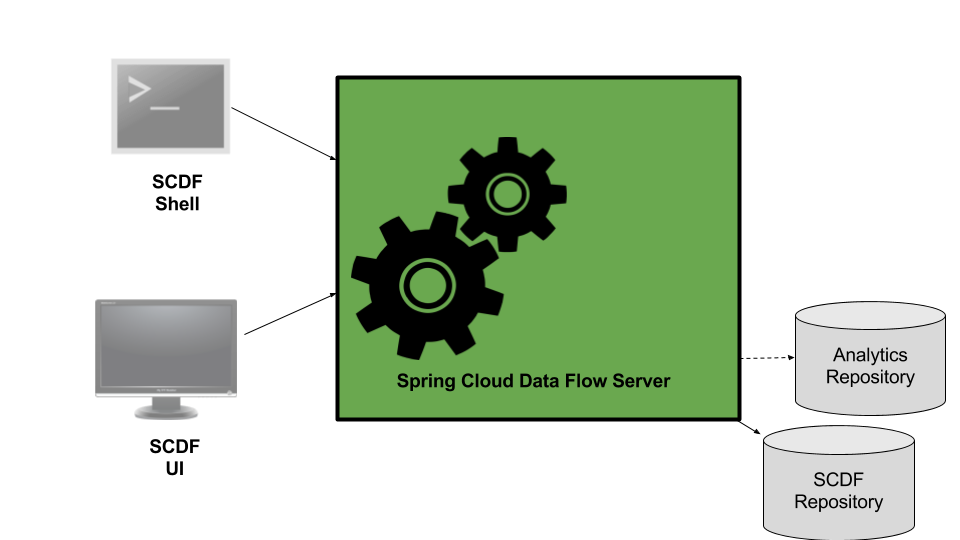 >_
SCDF
Shell
SCDF
UI
Spring Cloud Data Flow Server
Analytics
Repository
SCDF
Repository